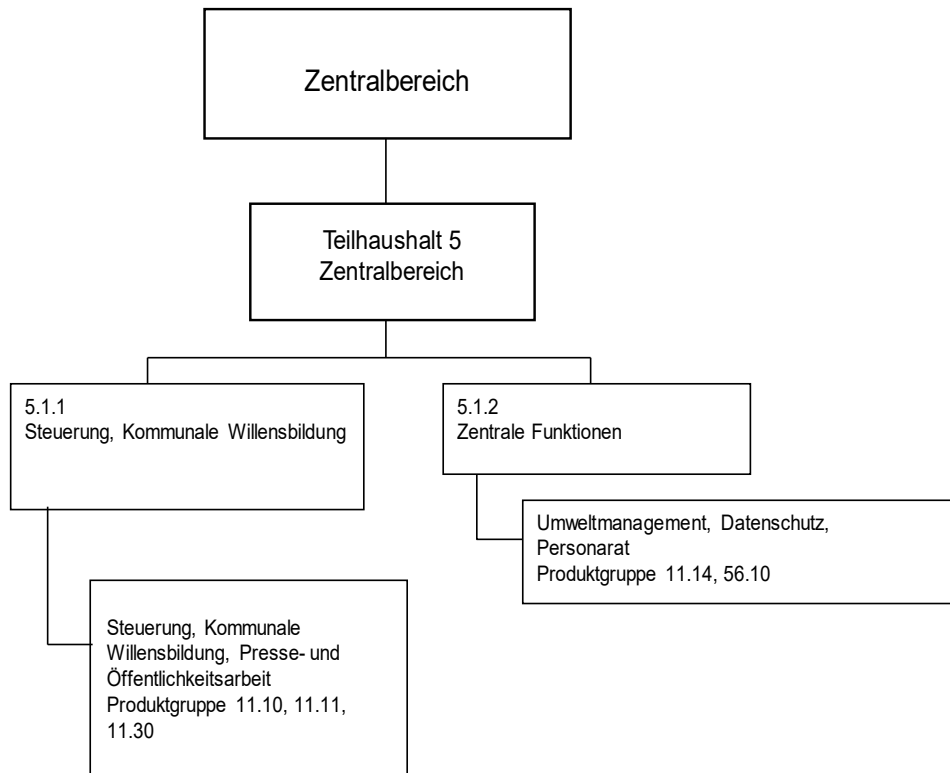 Zentralbereich
Teilhaushalt 5
Zentralbereich
5.1.1
Steuerung, Kommunale Willensbildung
5.1.2
Zentrale Funktionen
Umweltmanagement, Datenschutz,
Personarat
Produktgruppe 11.14, 56.10
Steuerung, Kommunale
Willensbildung, Presse- und
Öffentlichkeitsarbeit
Produktgruppe 11.10, 11.11,
11.30